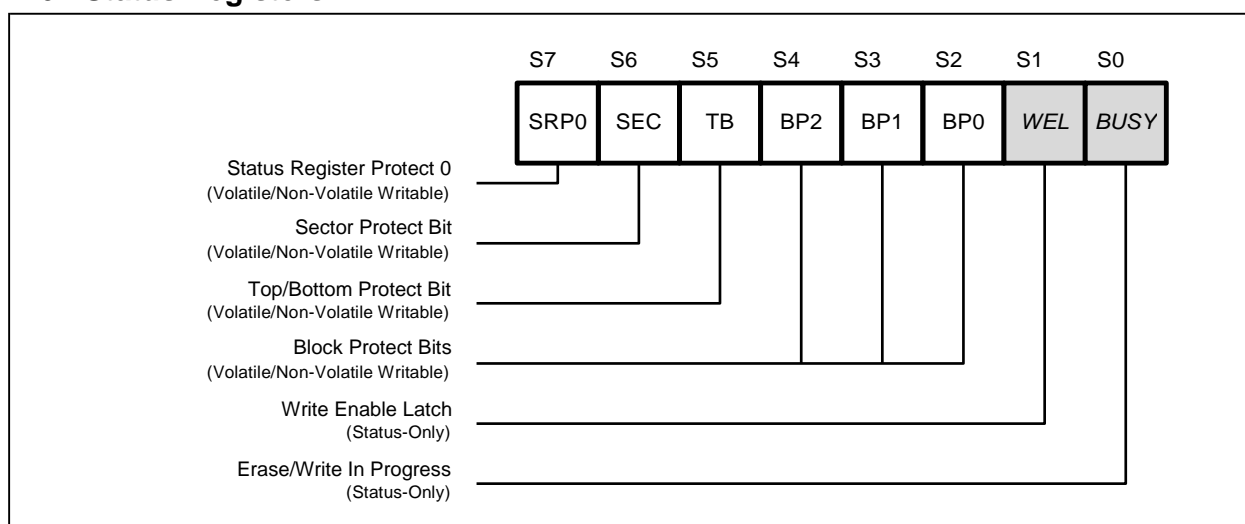 S7 S6 S5 S4 S3 S2 S1 S0
SRP0 SEC TB BP2 BP1 BP0 WEL BUSY
Status Register Protect 0
(Volatile/Non-Volatile Writable)
Sector Protect Bit
(Volatile/Non-Volatile Writable)
Top/Bottom Protect Bit
(Volatile/Non-Volatile Writable)
Block Protect Bits
(Volatile/Non-Volatile Writable)
Write Enable Latch
(Status-Only)
Erase/Write In Progress
(Status-Only)